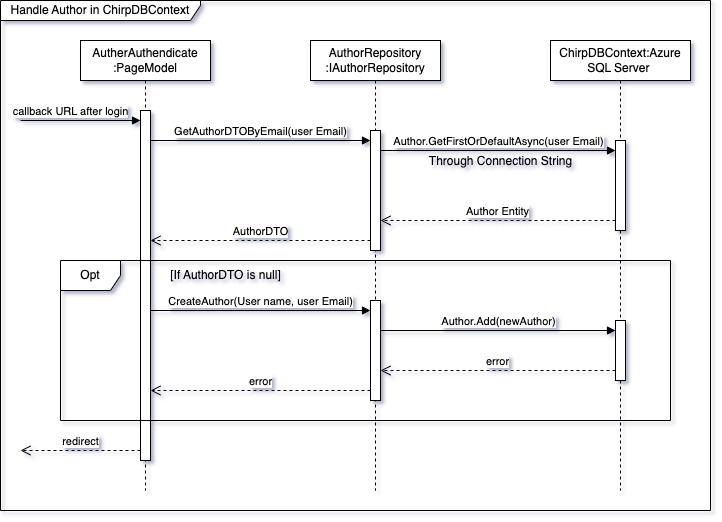 Handle Author in ChirpDBContext
AutherAuthendicate
:PageModel
AuthorRepository
:IAuthorRepository
ChirpDBContext:Azure
SQL Server
callback URL after login
GetAuthorDTOByEmail(user Email)
Author.GetFirstOrDefaultAsync(user Email)
Through Connection String
Author Entity
AuthorDTO
Opt
[If AuthorDTO is null]
CreateAuthor(User name, user Email)
Author.Add(newAuthor)
error
error
redirect